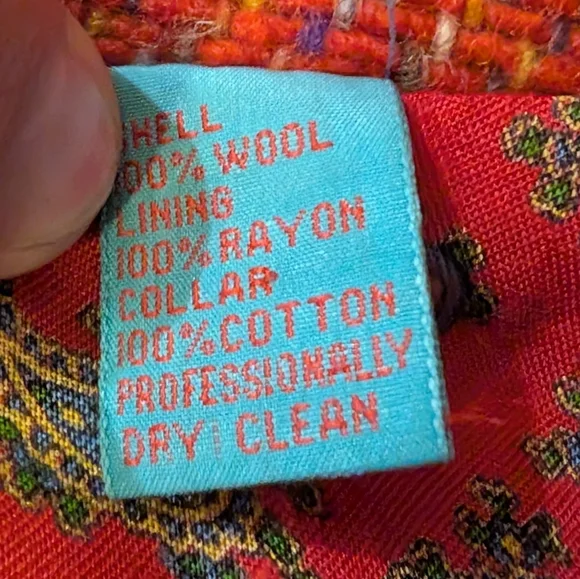 SHELL
100% WOOL
LINING
100% RAYON
COLLAR
100% COTTON
PROFESSIONALLY
DRY CLEAN